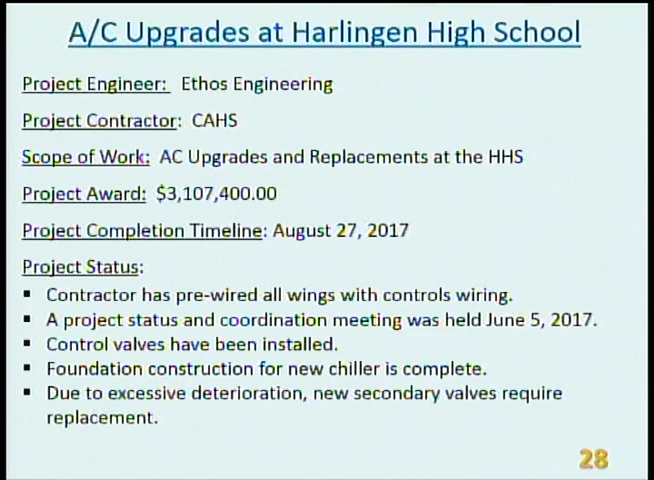 A/C Upgrades at Harlingen High School
Project Engineer: Ethos Engineering
Project Contractor: CAHS
Scope of Work: AC Upgrades and Replacements at the HHS
Project Award: $3,107,400.00
Project Completion Timeline: August 27, 2017
Project Status:
▪ Contractor has pre-wired all wings with controls wiring.
▪ A project status and coordination meeting was held June 5, 2017.
▪ Control valves have been installed.
▪ Foundation construction for new chiller is complete.
▪ Due to excessive deterioration, new secondary valves require
replacement.
28